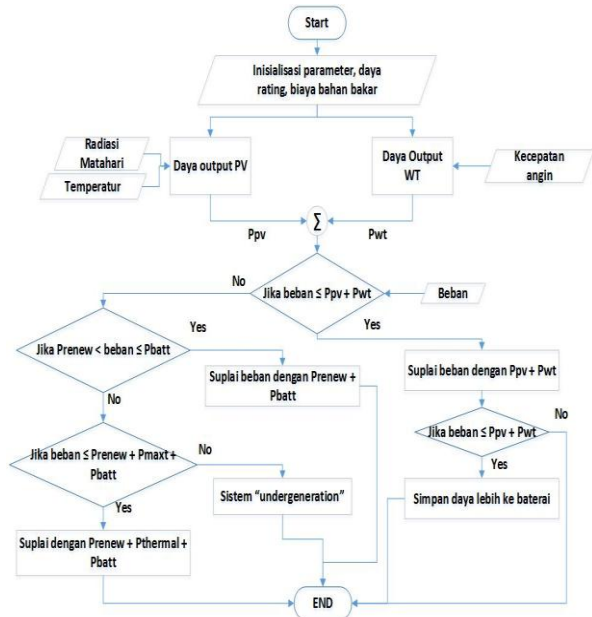 Start
Inisialisasi parameter, daya
rating, biaya bahan bakar
Radiasi
Matahari
Temperatur
Daya output PV
Daya Output
WT
Kecepatan
angin
Ppv
Σ
Pwt
No
Jika beban ≤ Ppv + Pwt
Beban
Yes
Yes
Jika Prenew < beban ≤ Pbatt
Suplai beban dengan Prenew +
Pbatt
Suplai beban dengan Ppv + Pwt
No
No
Jika beban ≤ Ppv + Pwt
Jika beban ≤ Prenew + Pmaxt +
Pbatt
No
Yes
Sistem “undergeneration”
Simpan daya lebih ke baterai
Yes
Suplai dengan Prenew + Pthermal +
Pbatt
END